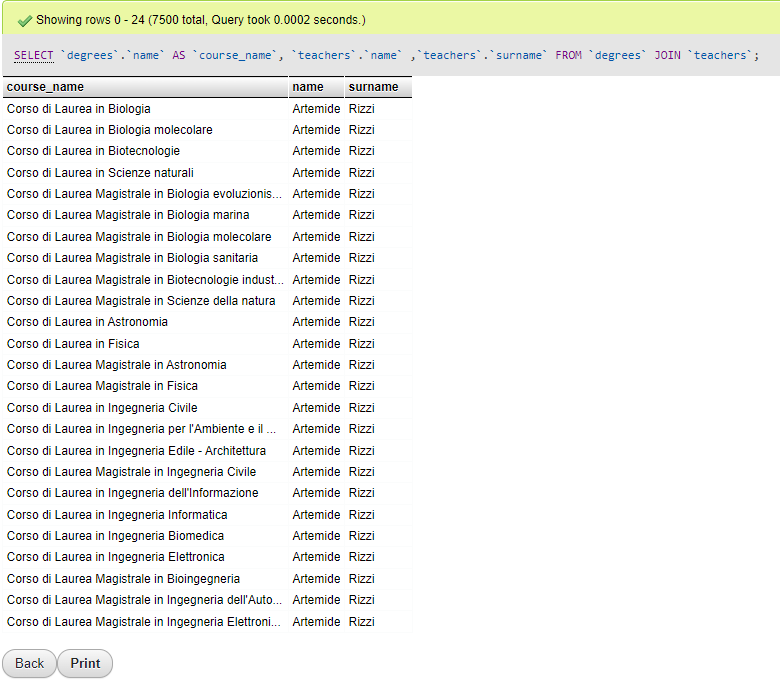 Showing rows 0 - 24 (7500 total, Query took 0.0002 seconds.)
SELECT `degrees`.`name` AS `course_name`, `teachers`.`name` ,`teachers`.`surname` FROM `degrees` JOIN `teachers`;
course_name name surname
Corso di Laurea in Biologia Artemide Rizzi
Corso di Laurea in Biologia molecolare Artemide Rizzi
Corso di Laurea in Biotecnologie Artemide Rizzi
Corso di Laurea in Scienze naturali Artemide Rizzi
Corso di Laurea Magistrale in Biologia evoluzionis... Artemide Rizzi
Corso di Laurea Magistrale in Biologia marina Artemide Rizzi
Corso di Laurea Magistrale in Biologia molecolare Artemide Rizzi
Corso di Laurea Magistrale in Biologia sanitaria Artemide Rizzi
Corso di Laurea Magistrale in Biotecnologie indust... Artemide Rizzi
Corso di Laurea Magistrale in Scienze della natura Artemide Rizzi
Corso di Laurea in Astronomia Artemide Rizzi
Corso di Laurea in Fisica Artemide Rizzi
Corso di Laurea Magistrale in Astronomia Artemide Rizzi
Corso di Laurea Magistrale in Fisica Artemide Rizzi
Corso di Laurea in Ingegneria Civile Artemide Rizzi
Corso di Laurea in Ingegneria per l'Ambiente e il ... Artemide Rizzi
Corso di Laurea in Ingegneria Edile - Architettura Artemide Rizzi
Corso di Laurea Magistrale in Ingegneria Civile Artemide Rizzi
Corso di Laurea in Ingegneria dell'Informazione Artemide Rizzi
Corso di Laurea in Ingegneria Informatica Artemide Rizzi
Corso di Laurea in Ingegneria Biomedica Artemide Rizzi
Corso di Laurea in Ingegneria Elettronica Artemide Rizzi
Corso di Laurea Magistrale in Bioingegneria Artemide Rizzi
Corso di Laurea Magistrale in Ingegneria dell'Auto... Artemide Rizzi
Corso di Laurea Magistrale in Ingegneria Elettroni... Artemide Rizzi
Back Print